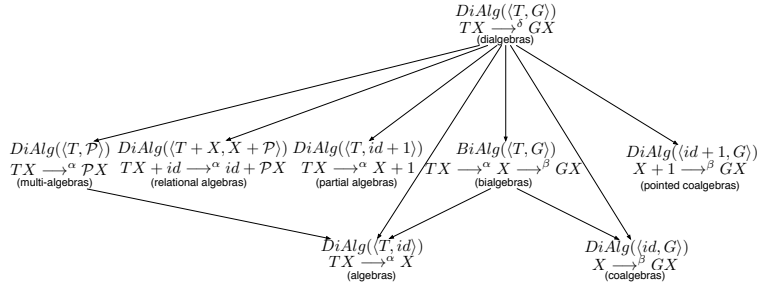 DiAlg(⟨T, G⟩)
TX ⟶^δ GX
(dialgebras)
DiAlg(⟨T, 𝒫⟩) DiAlg(⟨T + X, X + 𝒫⟩) DiAlg(⟨T, id + 1⟩) BiAlg(⟨T, G⟩) DiAlg(⟨id + 1, G⟩)
TX ⟶^α 𝒫X TX + id ⟶^α id + 𝒫X TX ⟶^α X + 1 TX ⟶^α X ⟶^β GX X + 1 ⟶^β GX
(multi-algebras) (relational algebras) (partial algebras) (bialgebras) (pointed coalgebras)
DiAlg(⟨T, id⟩) DiAlg(⟨id, G⟩)
TX ⟶^α X X ⟶^β GX
(algebras) (coalgebras)